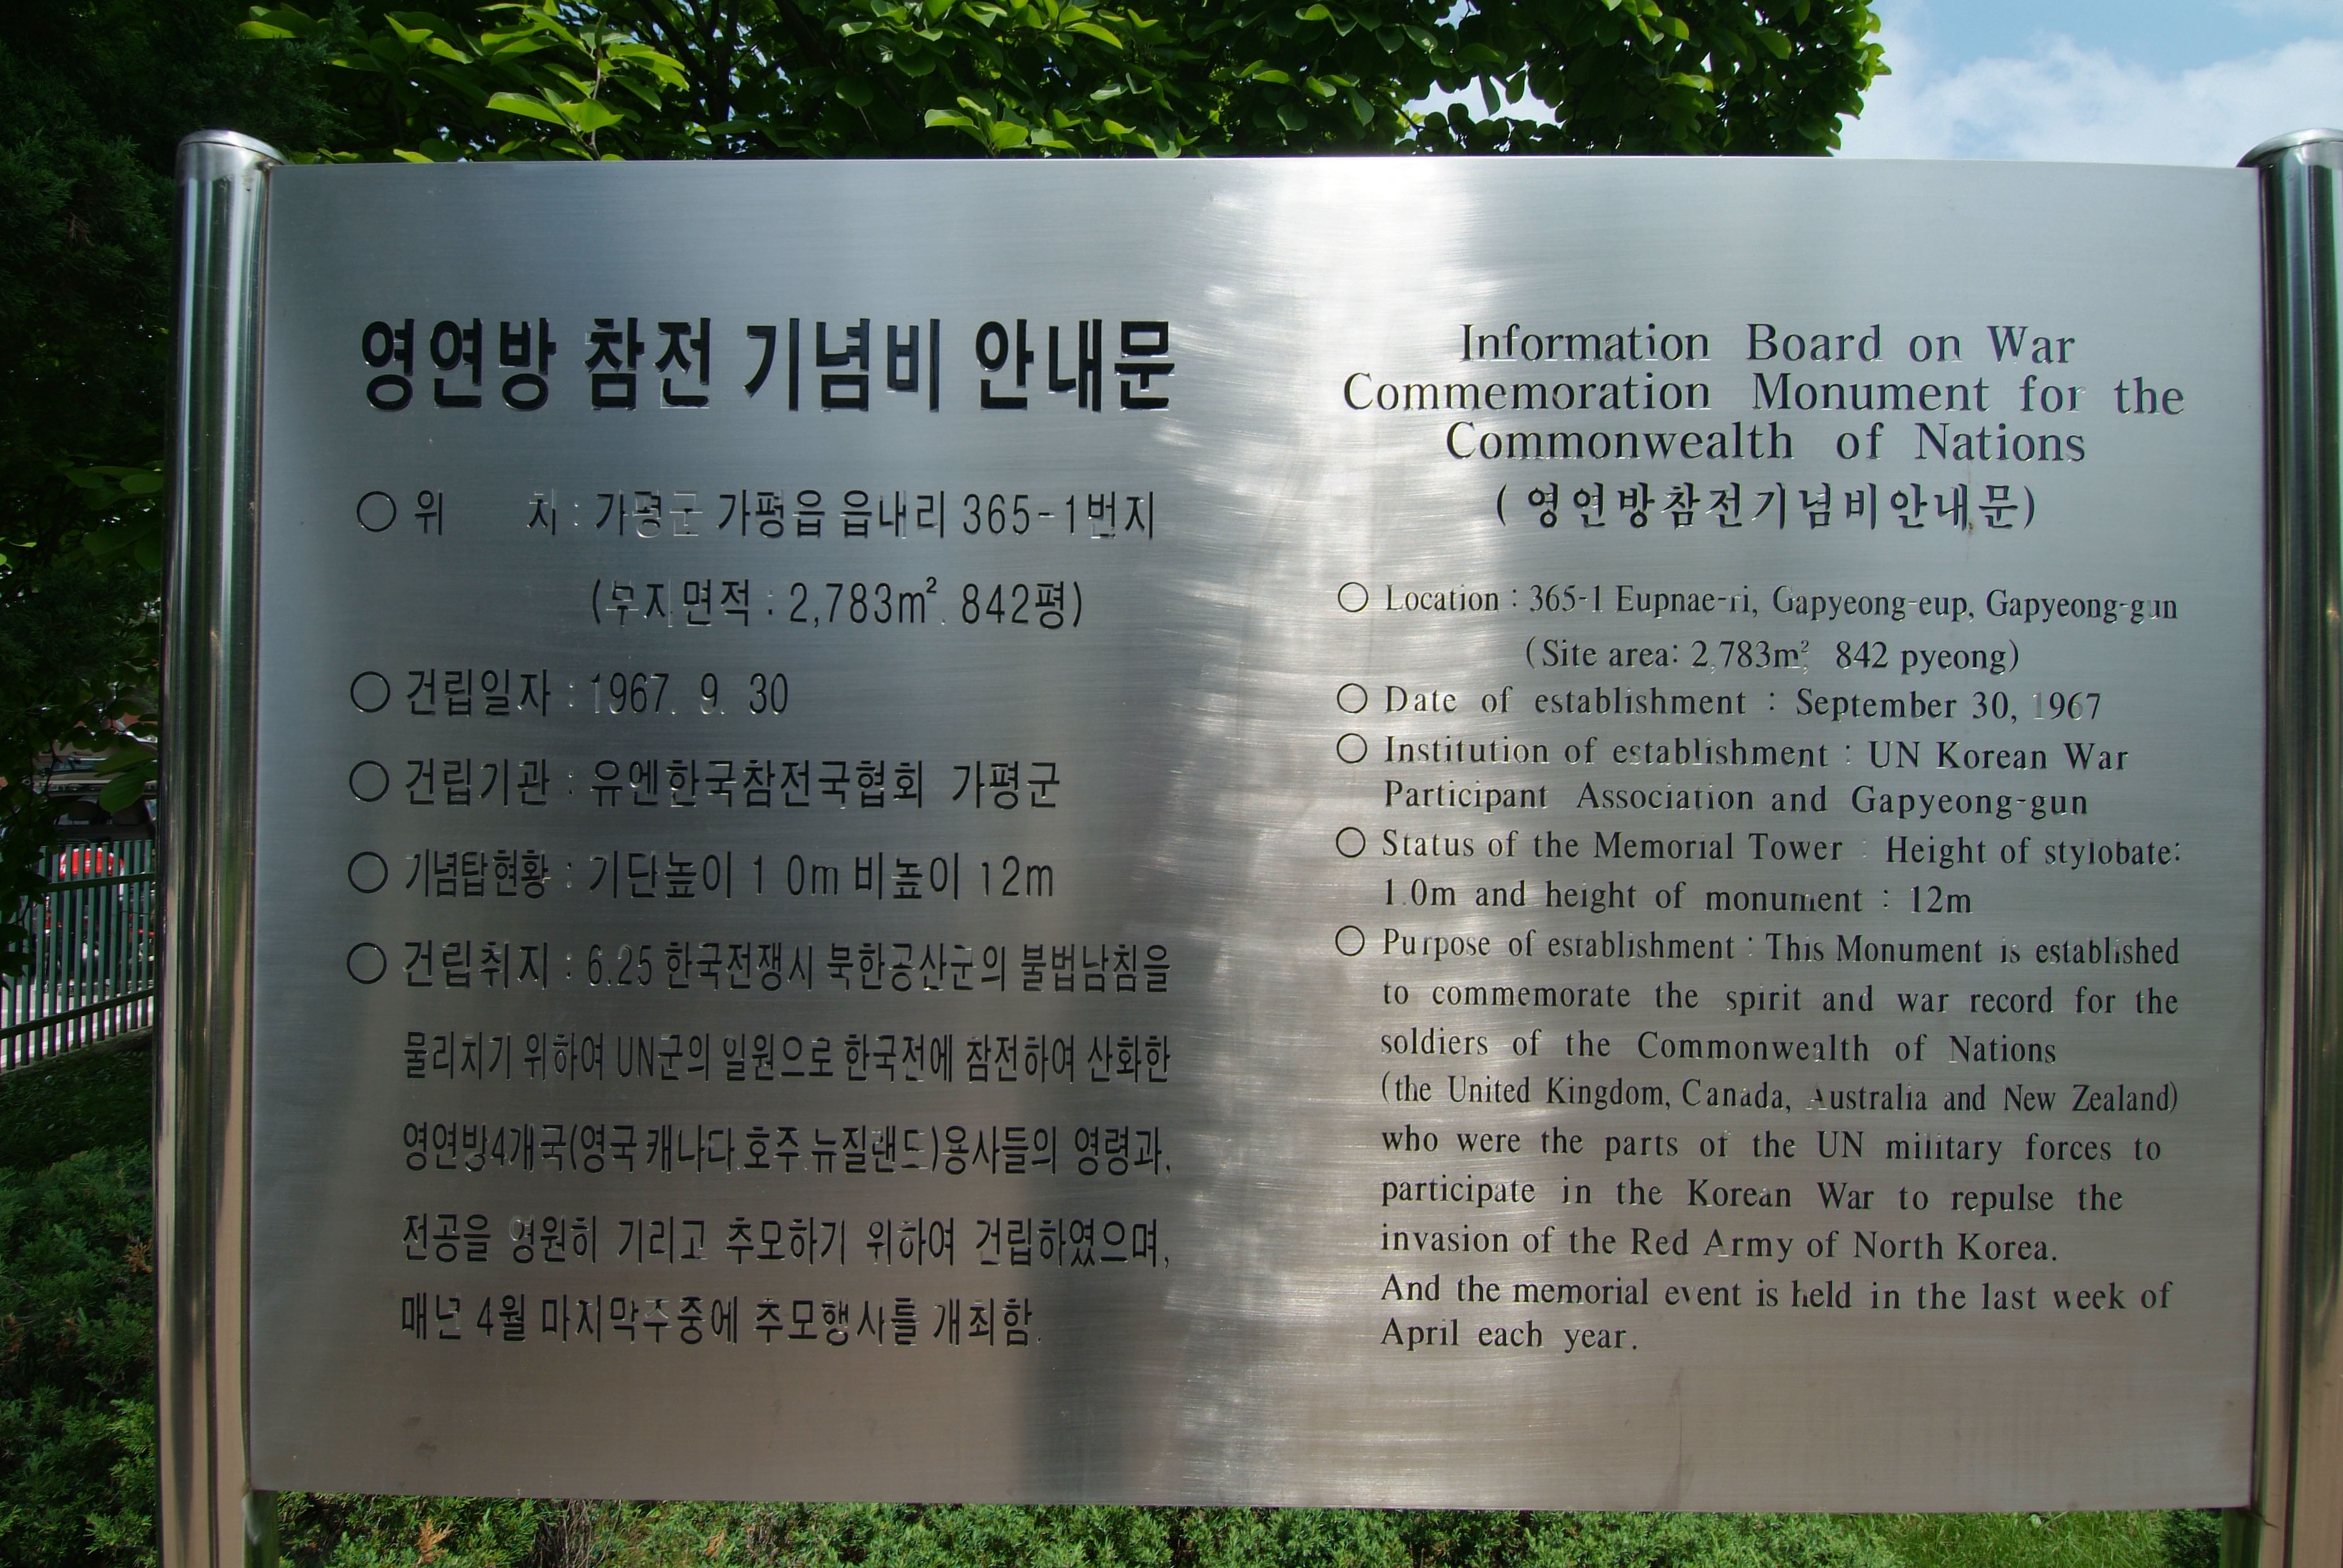 영연방 참전 기념비 안내문
○ 위 치 : 가평군 가평읍 읍내리 365-1번지
(부지면적 : 2,783m² 842평)
○ 건립일자 : 1967. 9. 30
○ 건립기관 : 유엔한국참전국협회 가평군
○ 기념탑현황 : 기단높이 1 0m 비높이 12m
○ 건립취지 : 6.25 한국전쟁시 북한공산군의 불법남침을
물리치기 위하여 UN군의 일원으로 한국전에 참전하여 산화한
영연방4개국(영국 캐나다 호주 뉴질랜드)용사들의 영령과,
전공을 영원히 기리고 추모하기 위하여 건립하였으며,
매년 4월 마지막주중에 추모행사를 개최함.
Information Board on War
Commemoration Monument for the
Commonwealth of Nations
(영연방참전기념비안내문)
○ Location : 365-1 Eupnae-ri, Gapyeong-eup, Gapyeong-gun
(Site area: 2,783m², 842 pyeong)
○ Date of establishment : September 30, 1967
○ Institution of establishment : UN Korean War
Participant Association and Gapyeong-gun
○ Status of the Memorial Tower : Height of stylobate:
1.0m and height of monument : 12m
○ Purpose of establishment : This Monument is established
to commemorate the spirit and war record for the
soldiers of the Commonwealth of Nations
(the United Kingdom, Canada, Australia and New Zealand)
who were the parts of the UN military forces to
participate in the Korean War to repulse the
invasion of the Red Army of North Korea.
And the memorial event is held in the last week of
April each year.